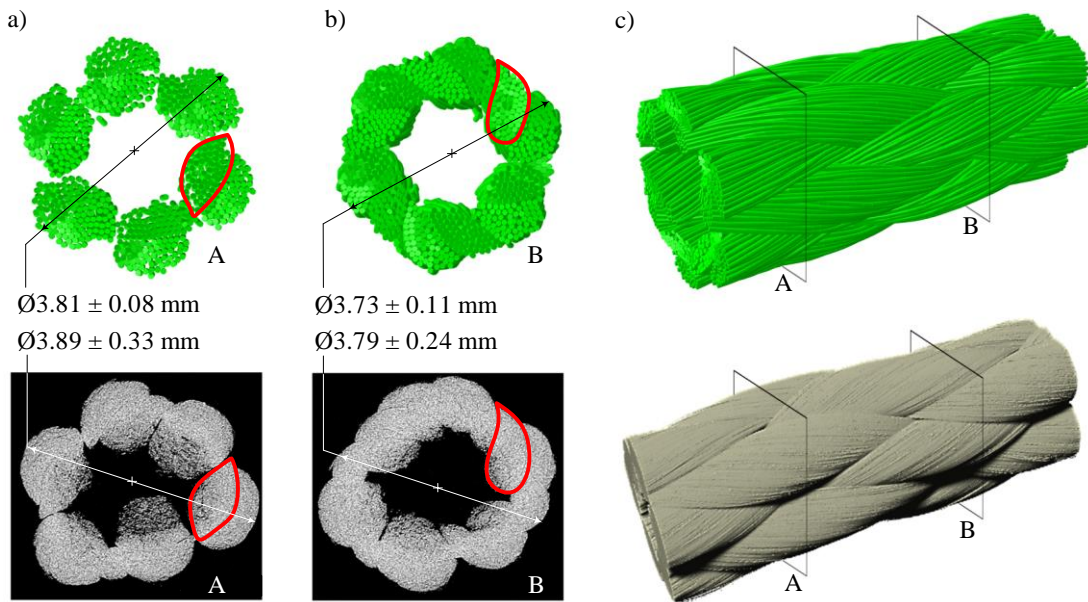 a)
b)
c)
A
B
A
B
Ø3.81 ± 0.08 mm
Ø3.89 ± 0.33 mm
Ø3.73 ± 0.11 mm
Ø3.79 ± 0.24 mm
A
B
A
B